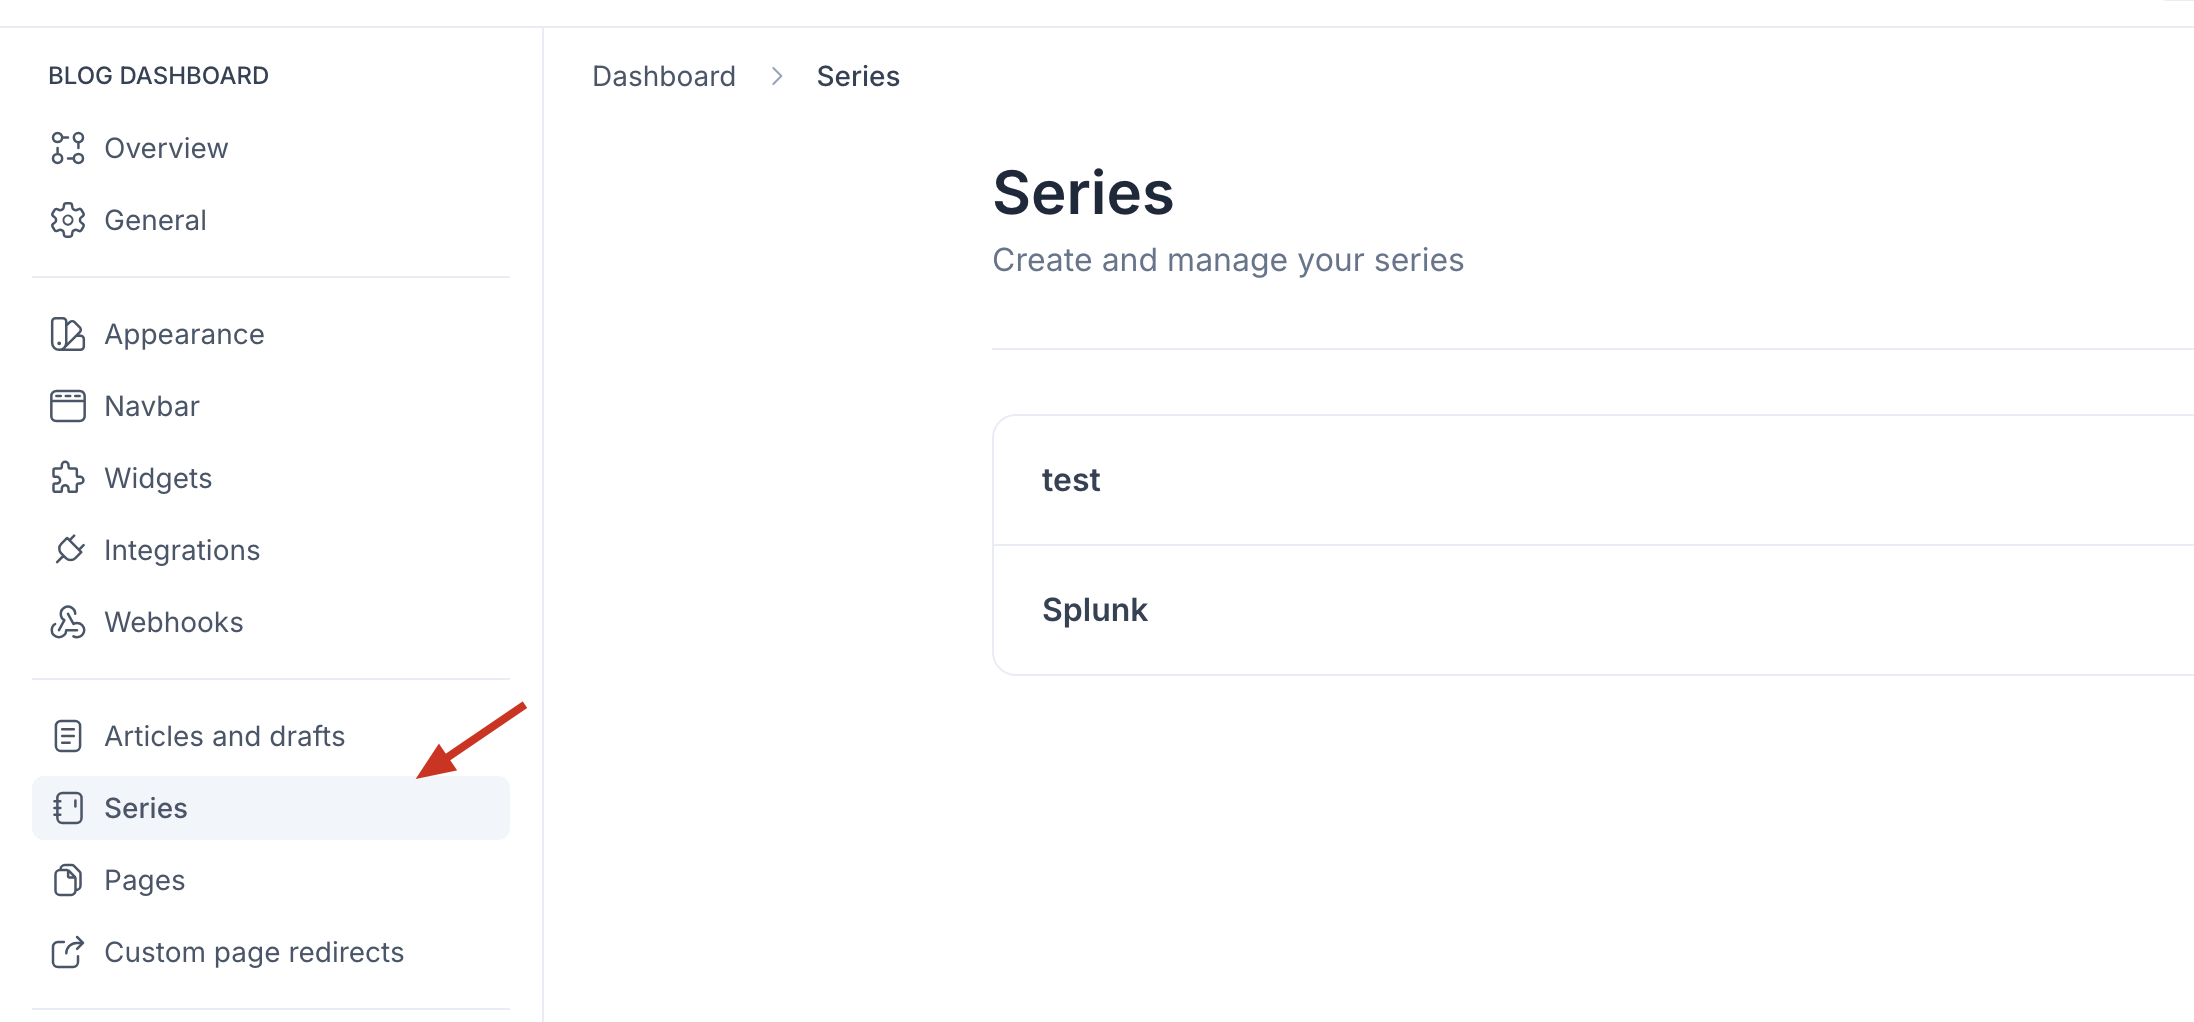 BLOG DASHBOARD
Overview
General
Appearance
Navbar
Widgets
Integrations
Webhooks
Articles and drafts
Series
Pages
Custom page redirects
Dashboard > Series
Series
Create and manage your series
test
Splunk